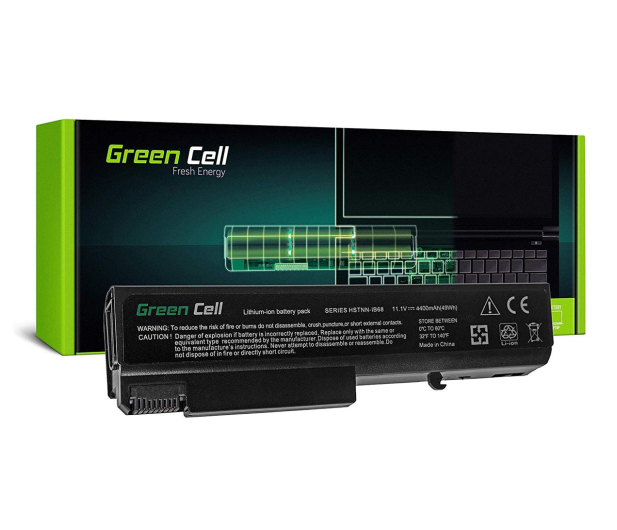 Green Cell
Fresh Energy
Green Cell
Lithium-ion battery pack
SERIES HSTNN-IB68
11.1V⎓4400mAh(49Wh)
WARNING: To reduce the risk of fire or burns do not disassemble, crush,puncture,or short external contacts.
CAUTION ! Danger of explosion if battery is incorrectly replaced. Replace only with the same or
equivalent type recommended by the manufacturer.Dispose of used batteries according
to the manufacturer's instructions. Never attempt to disassemble or reassemble.Do
not dispose of in fire or directly short circuit.
STORE BETWEEN
0℃ TO 60℃
32℉ TO 140℉
Made in China
CE
Li-ion